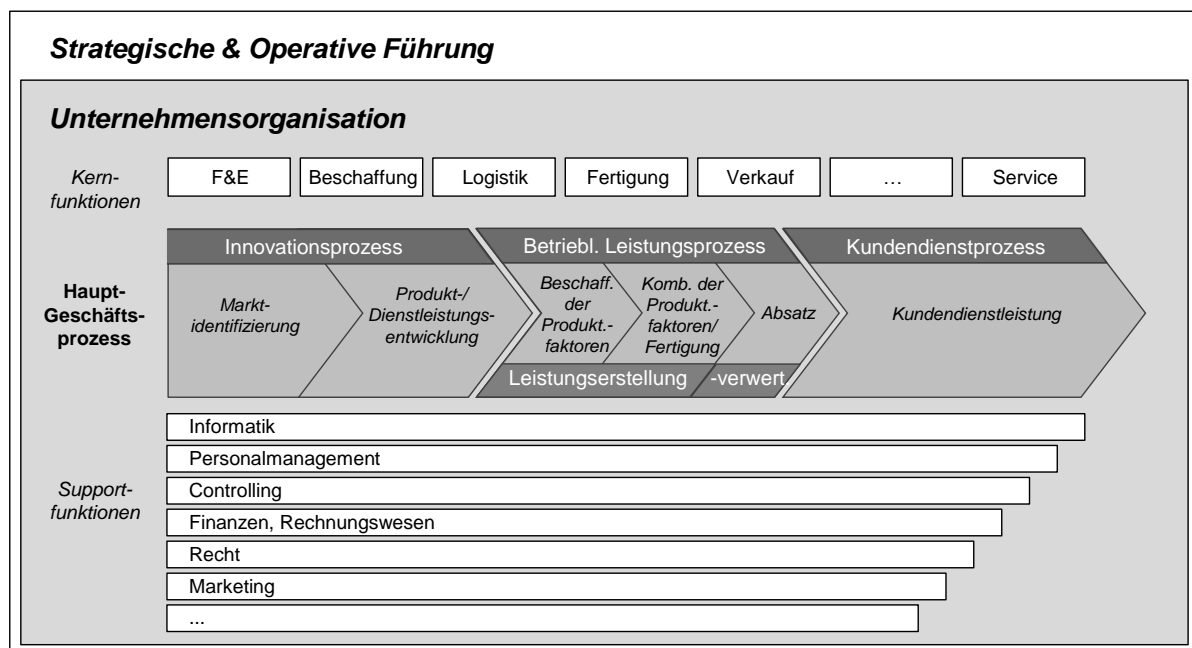 Strategische & Operative Führung
Unternehmensorganisation
Kern-
funktionen
F&E
Beschaffung
Logistik
Fertigung
Verkauf
…
Service
Haupt-
Geschäfts-
prozess
Innovationsprozess
Betriebl. Leistungsprozess
Kundendienstprozess
Markt-
identifizierung
Produkt-/
Dienstleistungs-
entwicklung
Beschaff.
der
Produkt.-
faktoren
Komb. der
Produkt.-
faktoren/
Fertigung
Absatz
Kundendienstleistung
Leistungserstellung
-verwert.
Support-
funktionen
Informatik
Personalmanagement
Controlling
Finanzen, Rechnungswesen
Recht
Marketing
...